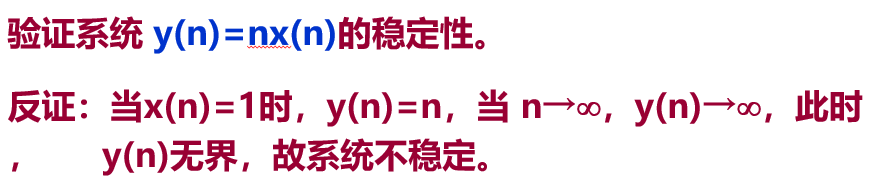 验证系统 y(n)=nx(n)的稳定性。
反证：当x(n)=1时，y(n)=n，当 n→∞，y(n)→∞，此时
， y(n)无界，故系统不稳定。